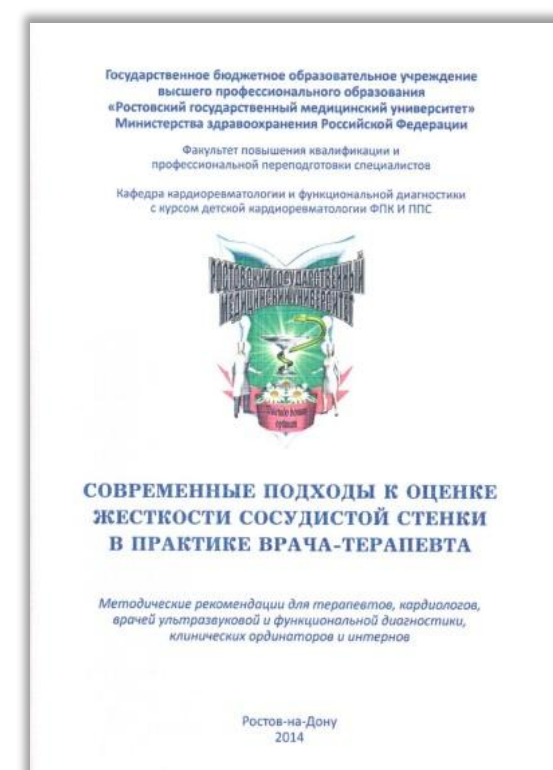 Государственное бюджетное образовательное учреждение
высшего профессионального образования
«Ростовский государственный медицинский университет»
Министерства здравоохранения Российской Федерации
Факультет повышения квалификации и
профессиональной переподготовки специалистов
Кафедра кардиоревматологии и функциональной диагностики
с курсом детской кардиоревматологии ФПК И ППС
РОСТОВСКИЙ ГОСУДАРСТВЕННЫЙ
МЕДИЦИНСКИЙ УНИВЕРСИТЕТ
СОВРЕМЕННЫЕ ПОДХОДЫ К ОЦЕНКЕ
ЖЕСТКОСТИ СОСУДИСТОЙ СТЕНКИ
В ПРАКТИКЕ ВРАЧА-ТЕРАПЕВТА
Методические рекомендации для терапевтов, кардиологов,
врачей ультразвуковой и функциональной диагностики,
клинических ординаторов и интернов
Ростов-на-Дону
2014